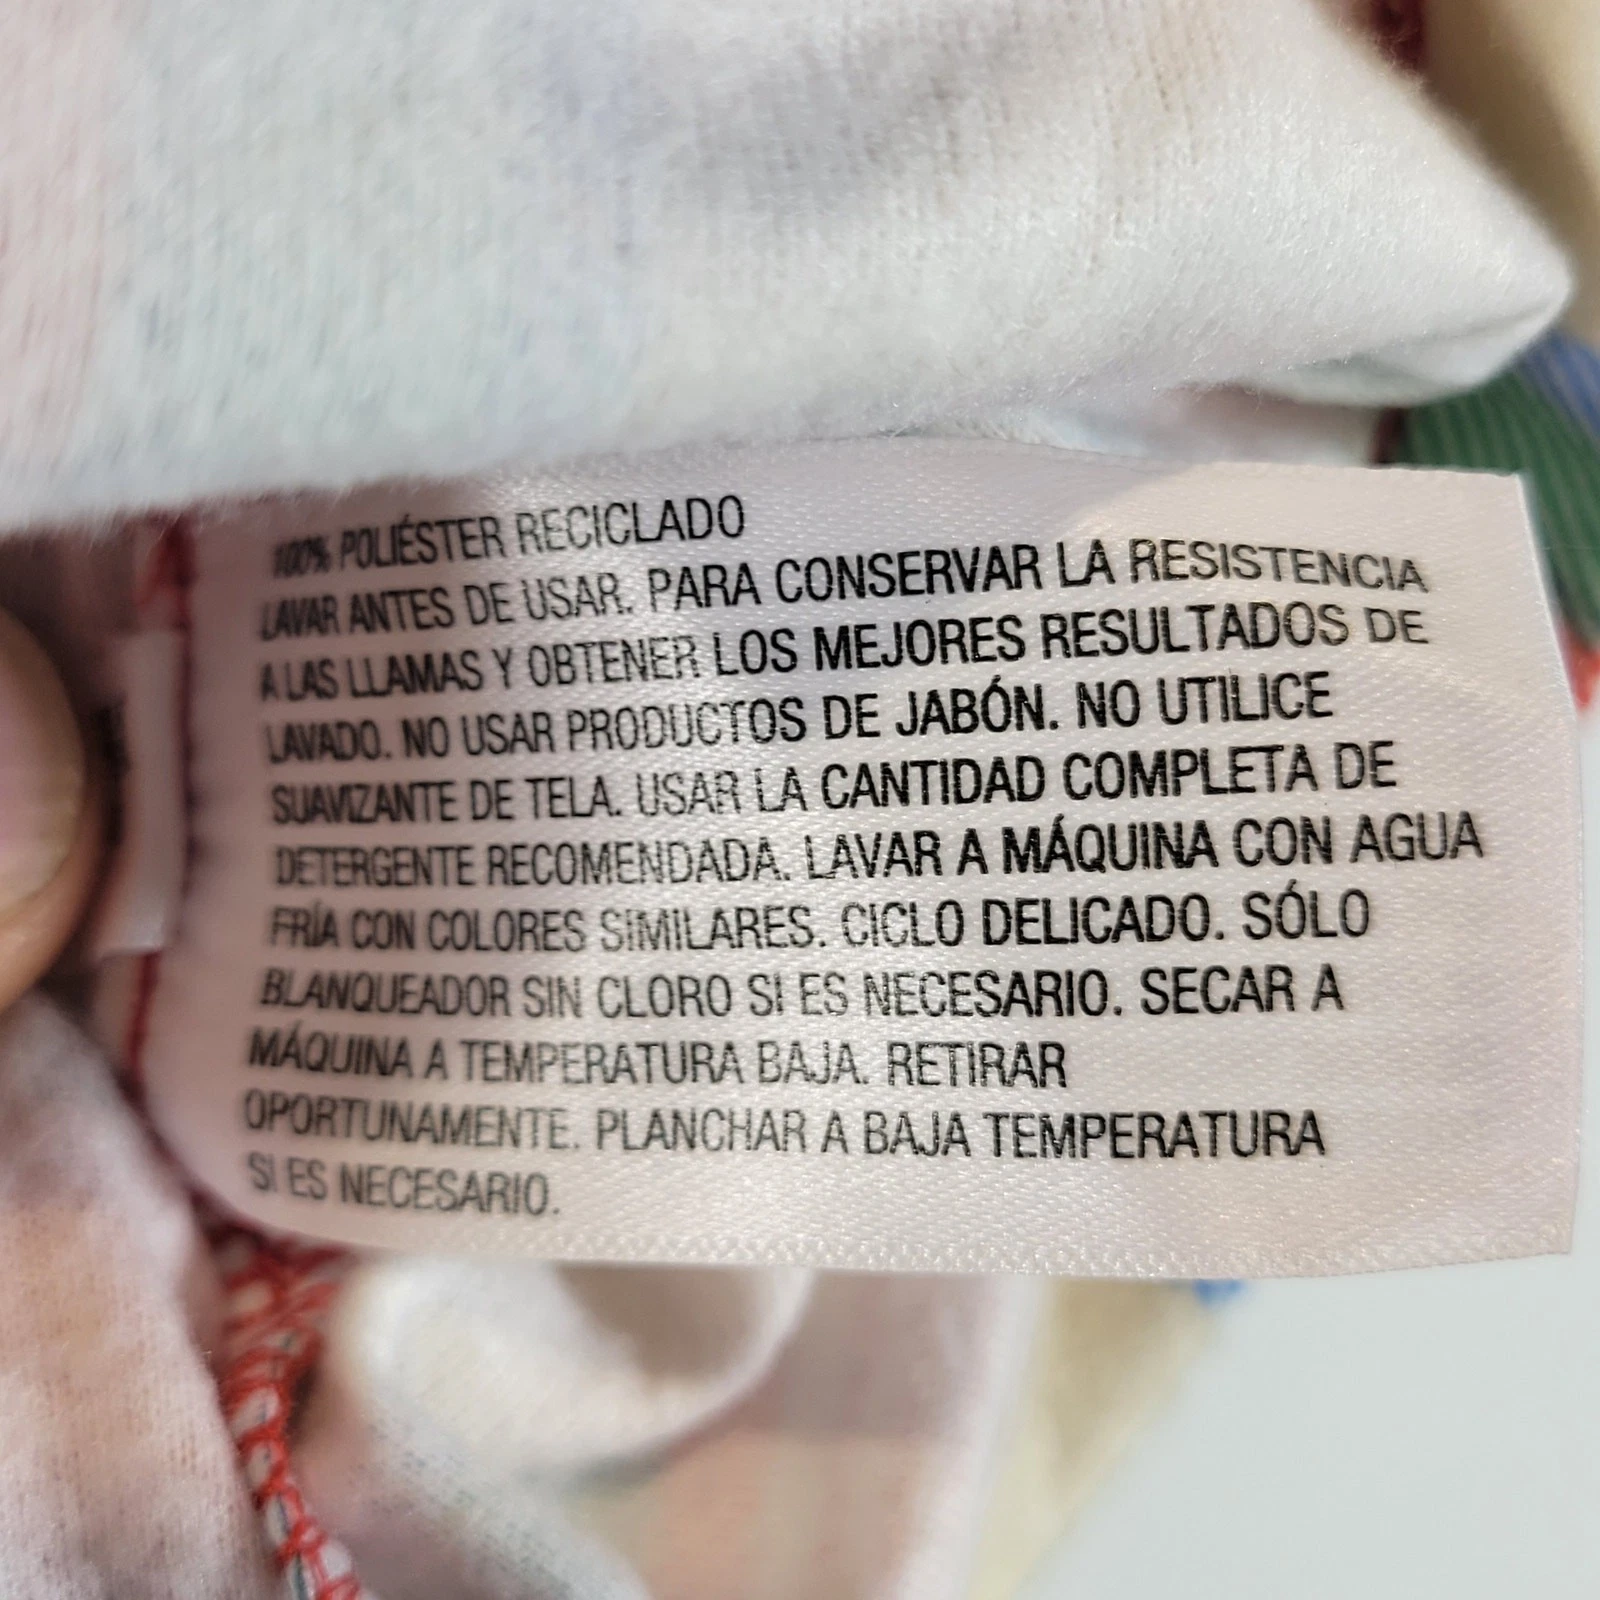 100% POLIÉSTER RECICLADO
LAVAR ANTES DE USAR. PARA CONSERVAR LA RESISTENCIA
A LAS LLAMAS Y OBTENER LOS MEJORES RESULTADOS DE
LAVADO. NO USAR PRODUCTOS DE JABÓN. NO UTILICE
SUAVIZANTE DE TELA. USAR LA CANTIDAD COMPLETA DE
DETERGENTE RECOMENDADA. LAVAR A MÁQUINA CON AGUA
FRÍA CON COLORES SIMILARES. CICLO DELICADO. SÓLO
BLANQUEADOR SIN CLORO SI ES NECESARIO. SECAR A
MÁQUINA A TEMPERATURA BAJA. RETIRAR
OPORTUNAMENTE. PLANCHAR A BAJA TEMPERATURA
SI ES NECESARIO.